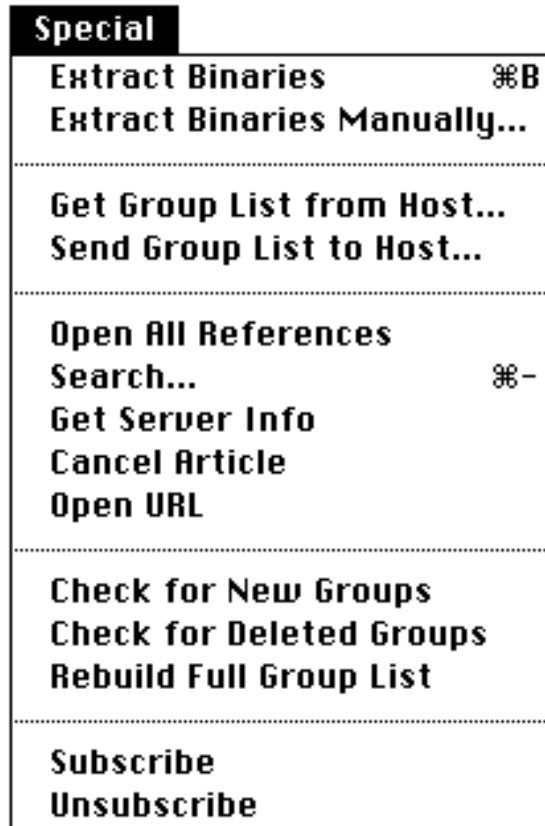 Special
Extract Binaries ⌘B
Extract Binaries Manually...
Get Group List from Host...
Send Group List to Host...
Open All References
Search... ⌘-
Get Server Info
Cancel Article
Open URL
Check for New Groups
Check for Deleted Groups
Rebuild Full Group List
Subscribe
Unsubscribe